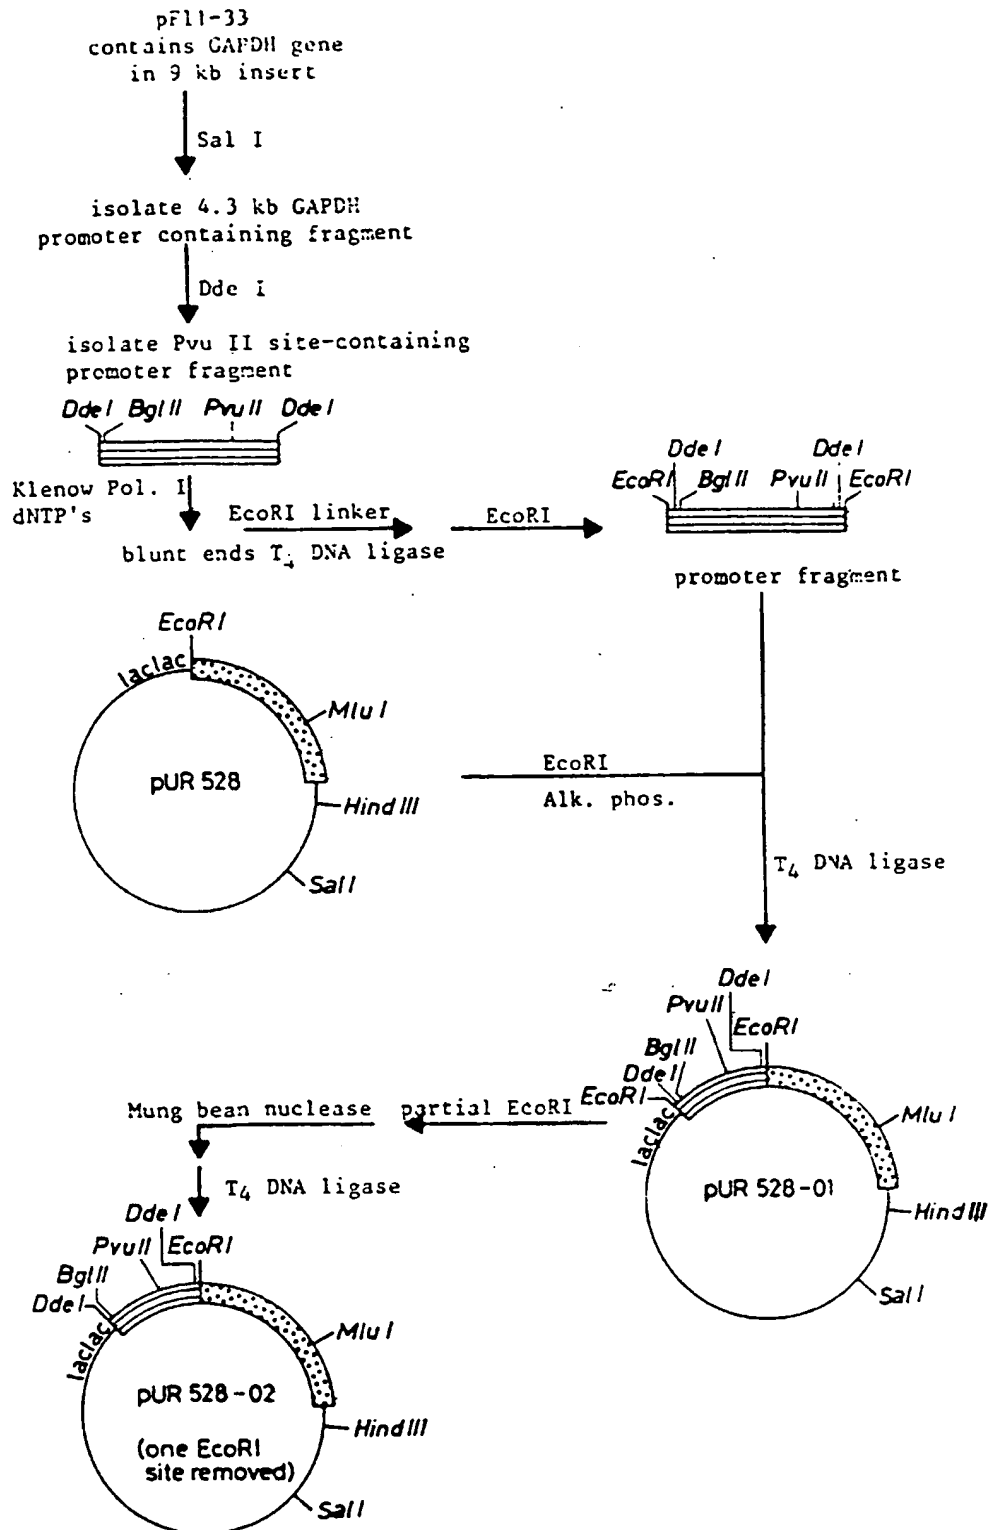 pF11-33
contains GAPDH gene
in 9 kb insert
Sal I
isolate 4.3 kb GAPDH
promoter containing fragment
Dde I
isolate Pvu II site-containing
promoter fragment
DdeI BglII PvuII DdeI
Klenow Pol. I
dNTP's
EcoRI linker
EcoRI
blunt ends T4 DNA ligase
DdeI DdeI
EcoRI BglII PvuII EcoRI
promoter fragment
EcoRI
laclac
MluI
pUR 528
HindIII
SalI
EcoRI
Alk. phos.
T4 DNA ligase
DdeI
PvuII
EcoRI
BglII
DdeI
EcoRI
laclac
MluI
pUR 528-01
HindIII
SalI
Mung bean nuclease partial EcoRI
T4 DNA ligase
DdeI
PvuII EcoRI
BglII
DdeI
laclac
MluI
pUR 528-02
HindIII
(one EcoRI
site removed)
SalI